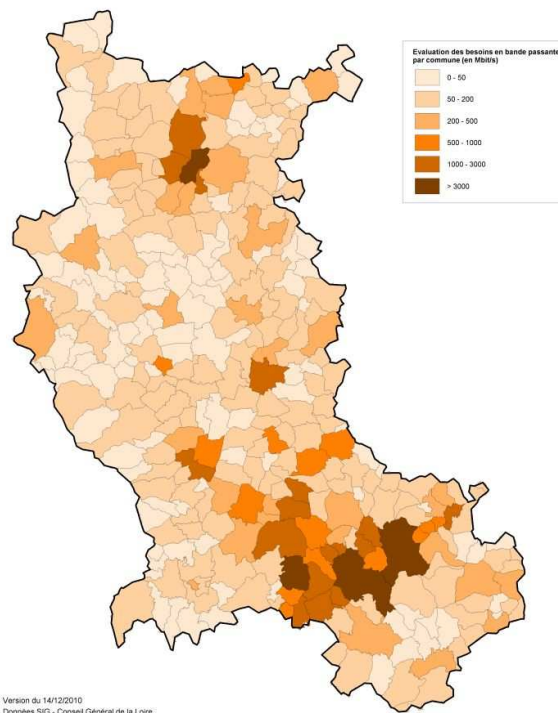 Evaluation des besoins en bande passante
par commune (en Mbit/s)
0 - 50
50 - 200
200 - 500
500 - 1000
1000 - 3000
> 3000
Version du 14/12/2010
Données SIG - Conseil Général de la Loire